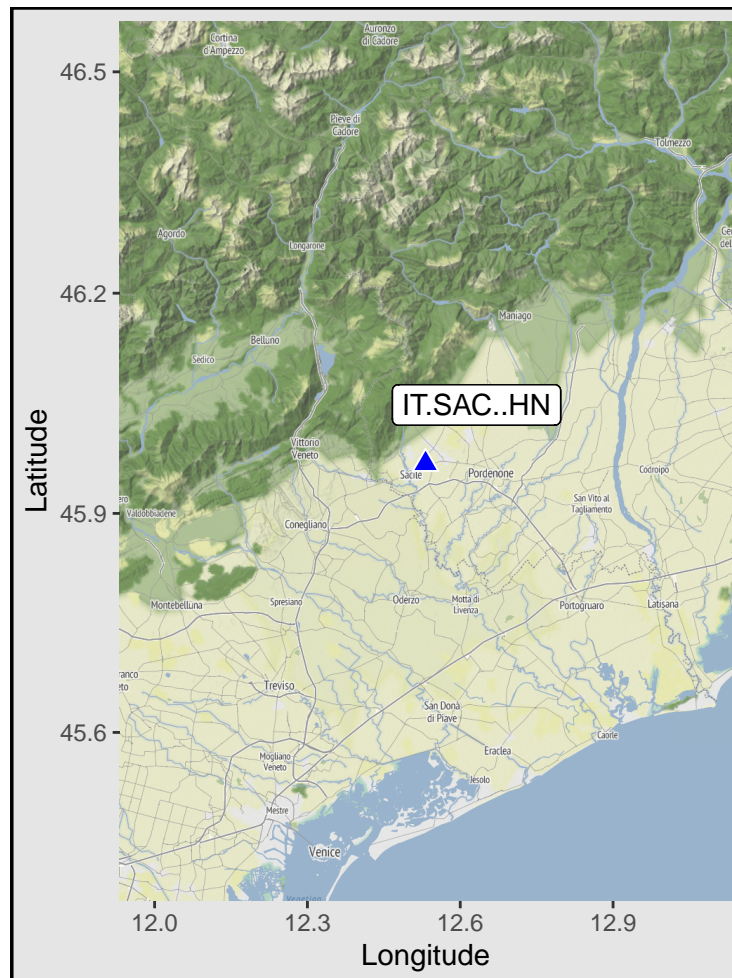 Cortina
d'Ampezzo
Auronzo
di Cadore
46.5
Pieve di
Cadore
Tolmezzo
Agordo
Longarone
46.2
Maniago
Belluno
Sedico
IT.SAC..HN
Vittorio
Veneto
Sacile
Pordenone
Codroipo
Latitude
45.9
Valdobbiadene
San Vito al
Tagliamento
Conegliano
Montebelluna
Spresiano
Oderzo
Motta di
Livenza
Portogruaro
Latisana
Treviso
San Donà
di Piave
45.6
Caorle
Eraclea
Mogliano
Veneto
Jesolo
Mestre
Venice
12.0
12.3
12.6
12.9
Longitude